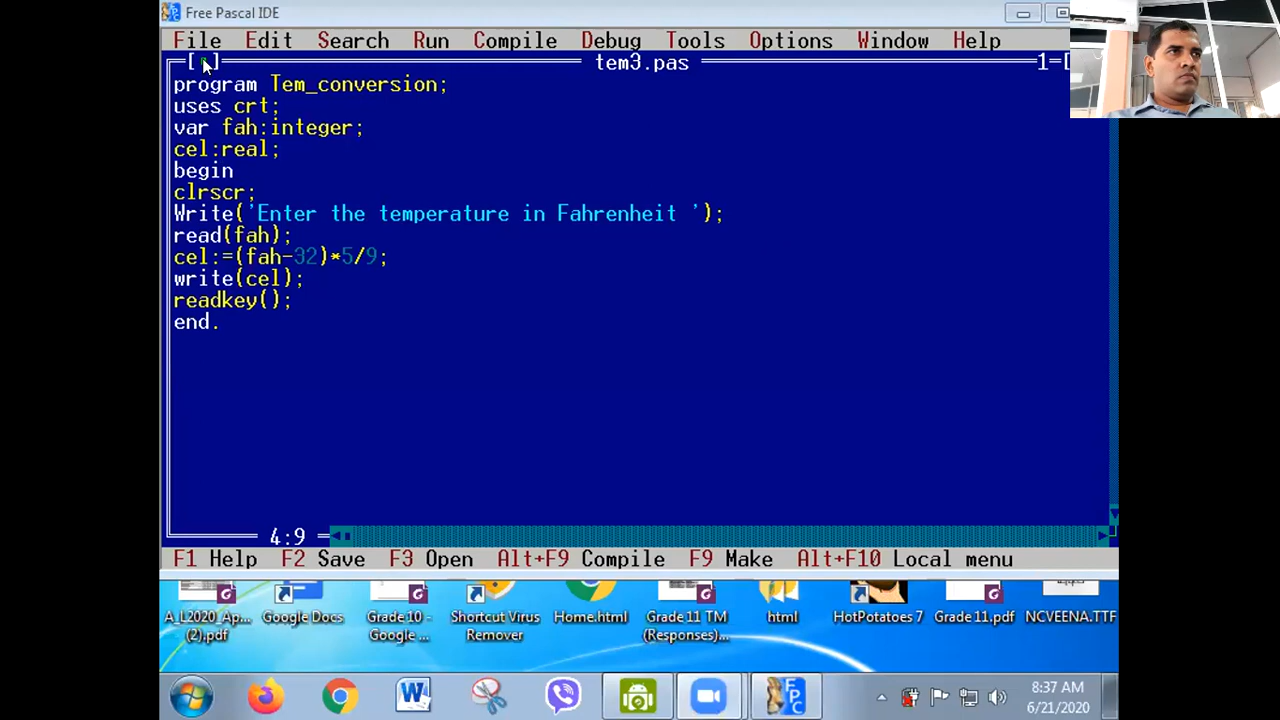 Free Pascal IDE
File Edit Search Run Compile Debug Tools Options Window Help
tem3.pas 1
program Tem_conversion;
uses crt;
var fah:integer;
cel:real;
begin
clrscr;
Write('Enter the temperature in Fahrenheit ');
read(fah);
cel:=(fah-32)*5/9;
write(cel);
readkey();
end.
4:9
F1 Help F2 Save F3 Open Alt+F9 Compile F9 Make Alt+F10 Local menu
A_L2020_Ap... Google Docs Grade 10 - Shortcut Virus Home.html Grade 11 TM html HotPotatoes 7 Grade 11.pdf NCVEENA.TTF
(2).pdf Google ... Remover (Responses)...
8:37 AM
6/21/2020